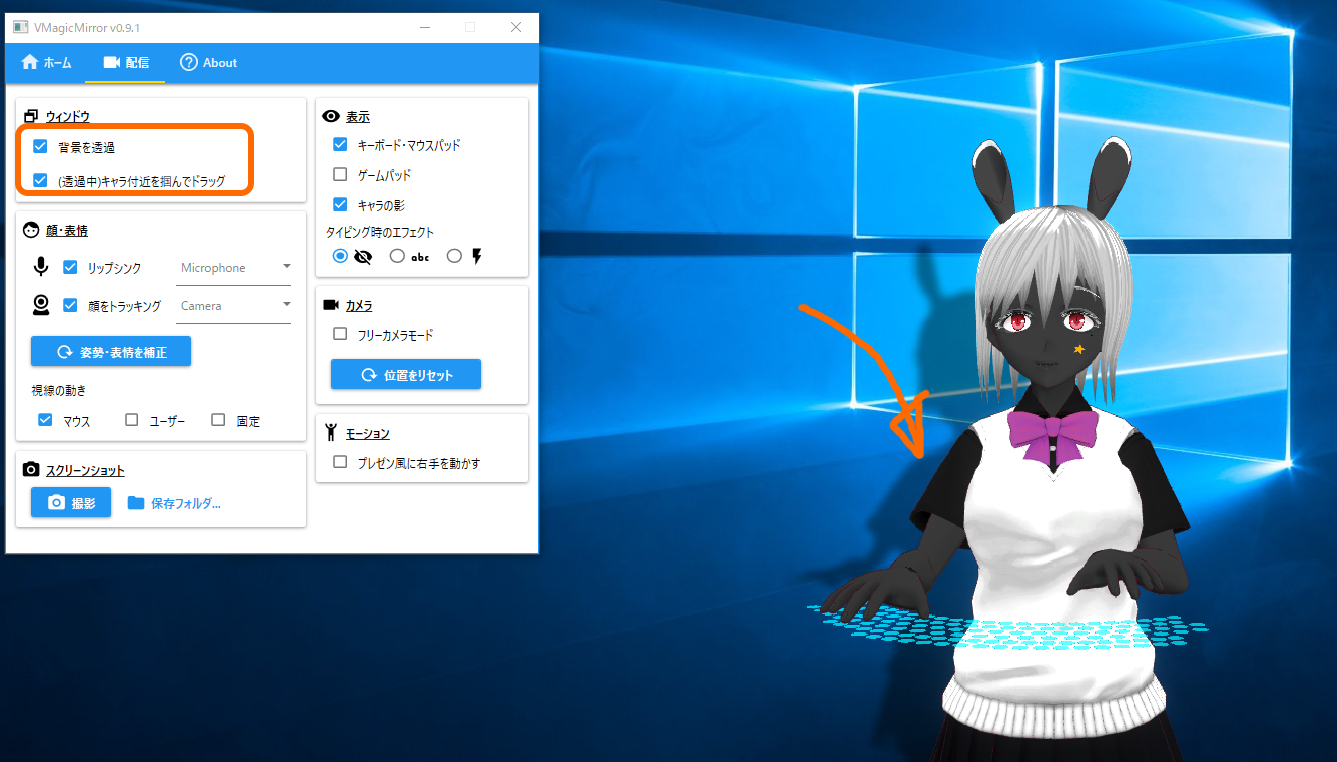 VMagicMirror v0.9.1
ホーム
配信
About
ウィンドウ
背景を透過
(透過中)キャラ付近を掴んでドラッグ
顔・表情
リップシンク
Microphone
顔をトラッキング
Camera
姿勢・表情を補正
視線の動き
マウス
ユーザー
固定
スクリーンショット
撮影
保存フォルダ...
表示
キーボード・マウスパッド
ゲームパッド
キャラの影
タイピング時のエフェクト
abc
カメラ
フリーカメラモード
位置をリセット
モーション
プレゼン風に右手を動かす